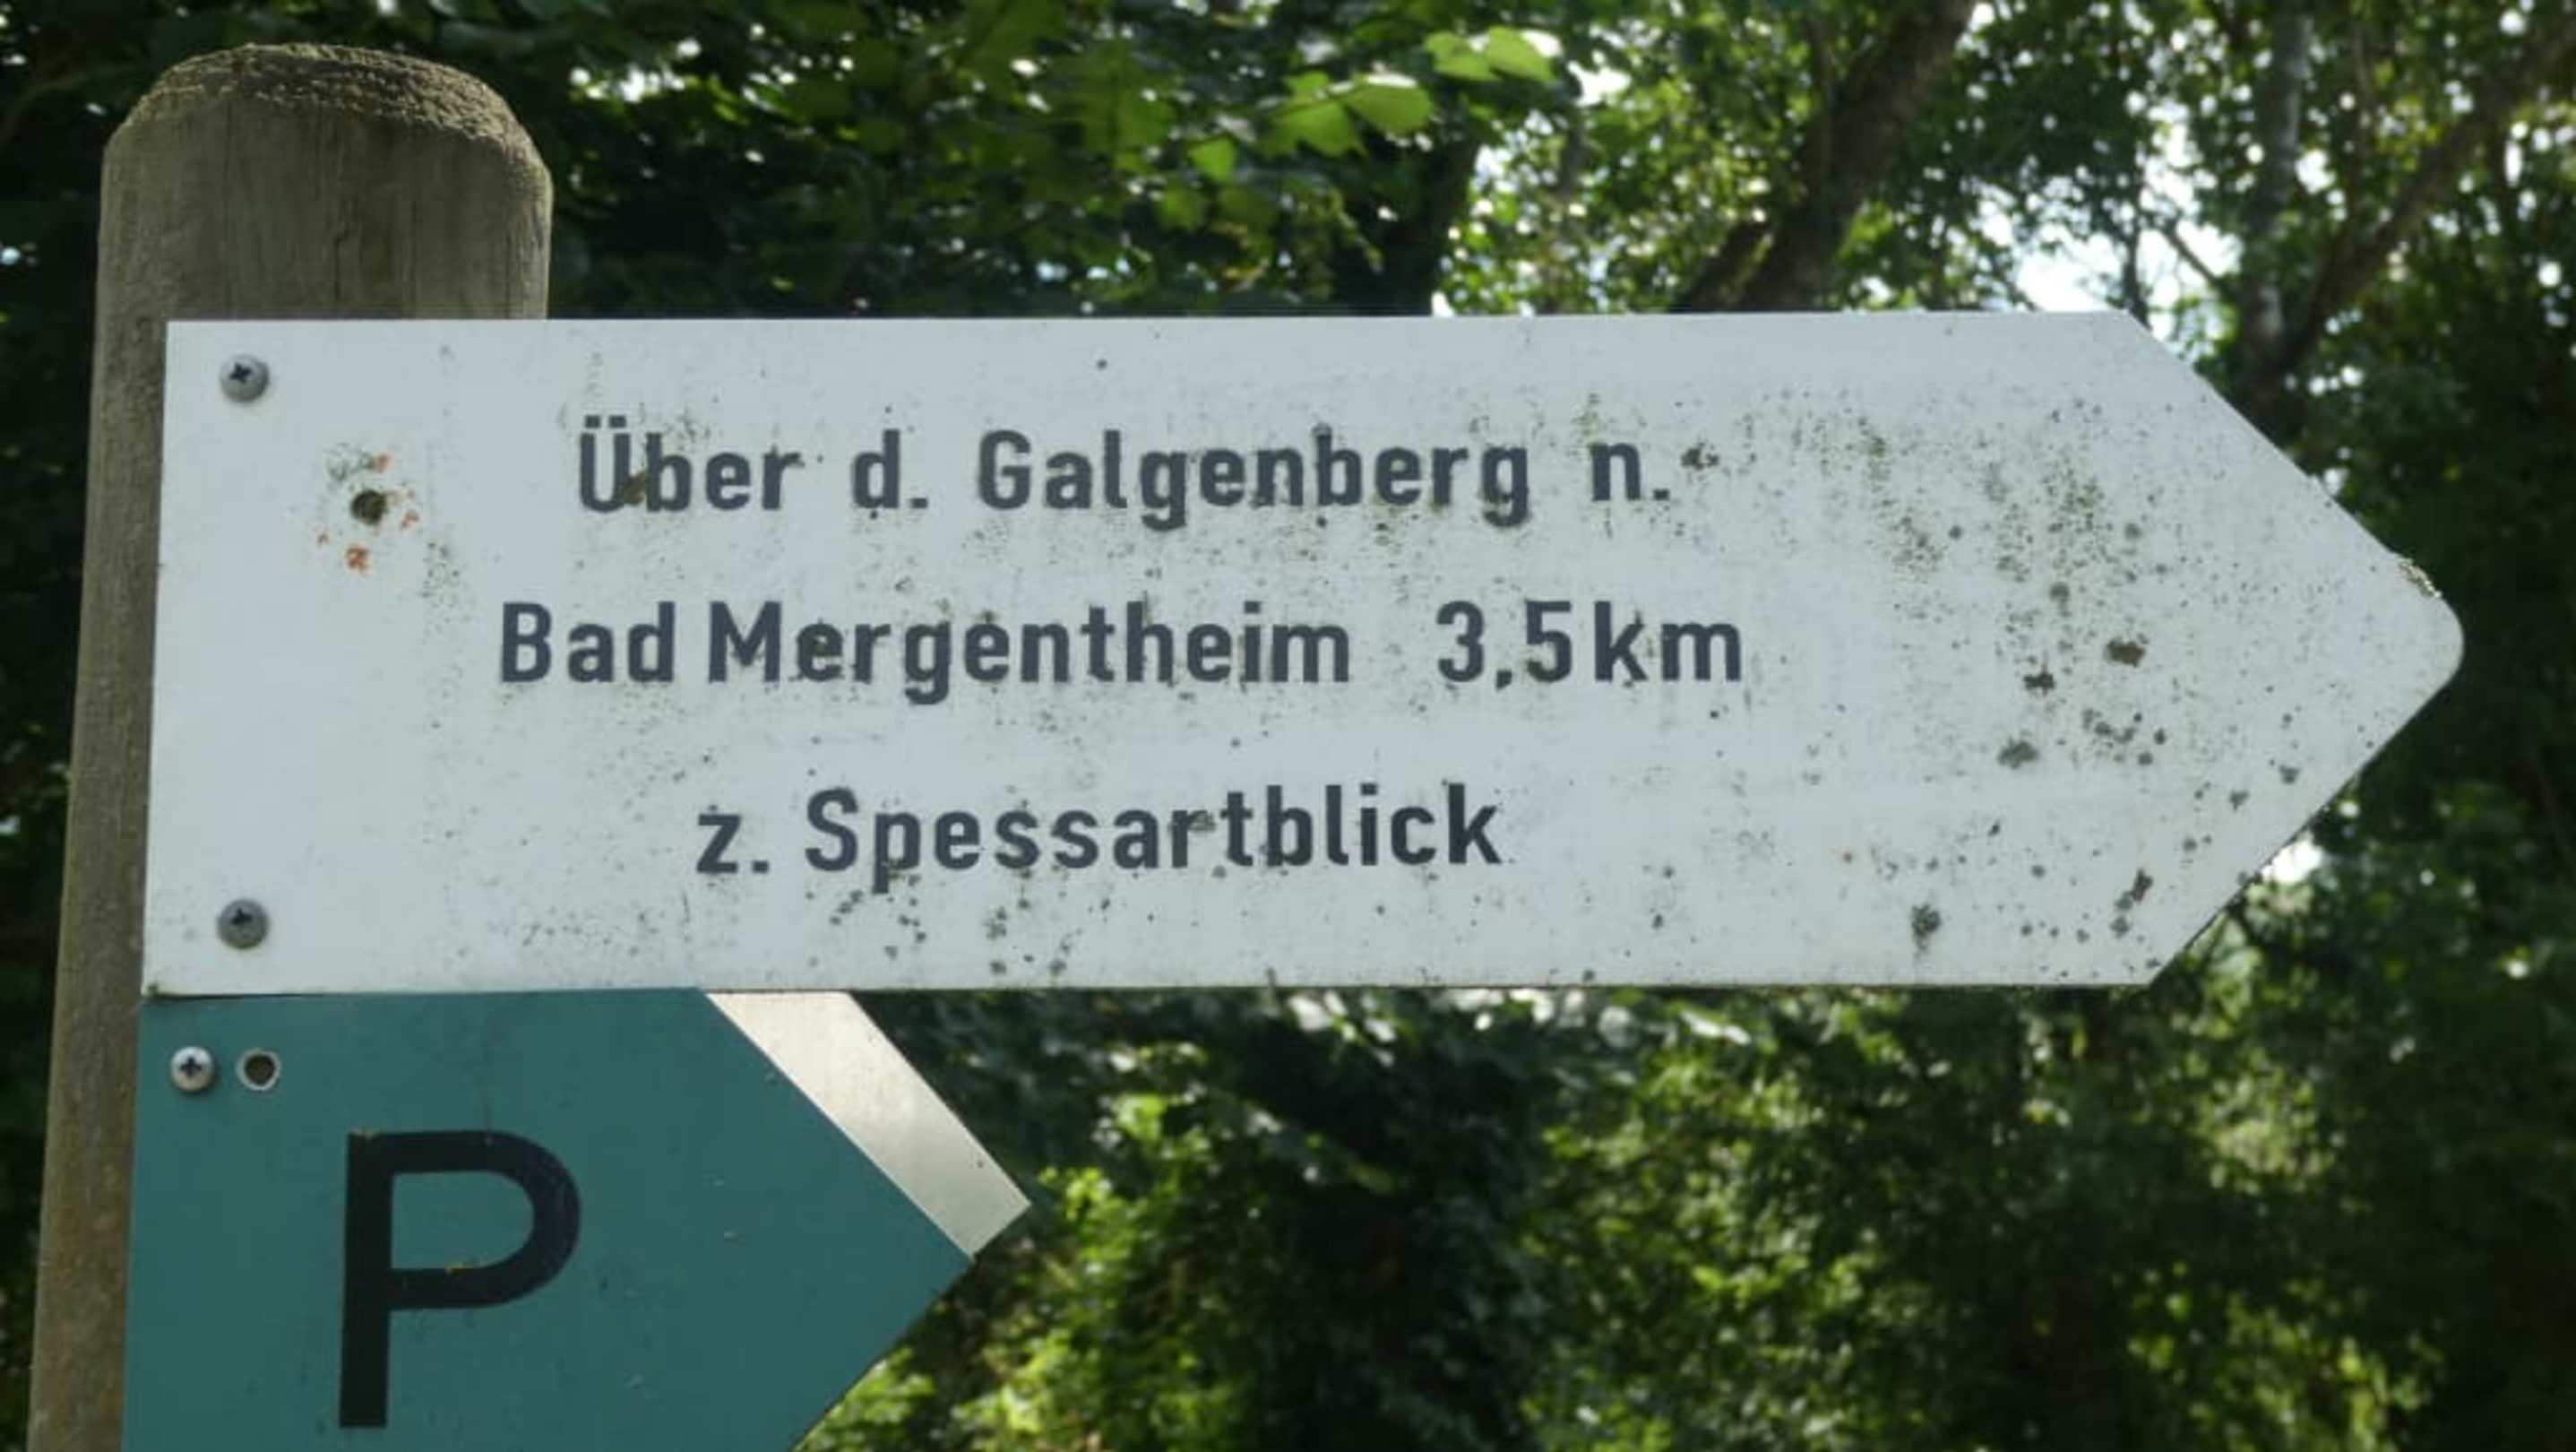 Über d. Galgenberg n.
Bad Mergentheim 3,5km
z. Spessartblick
P